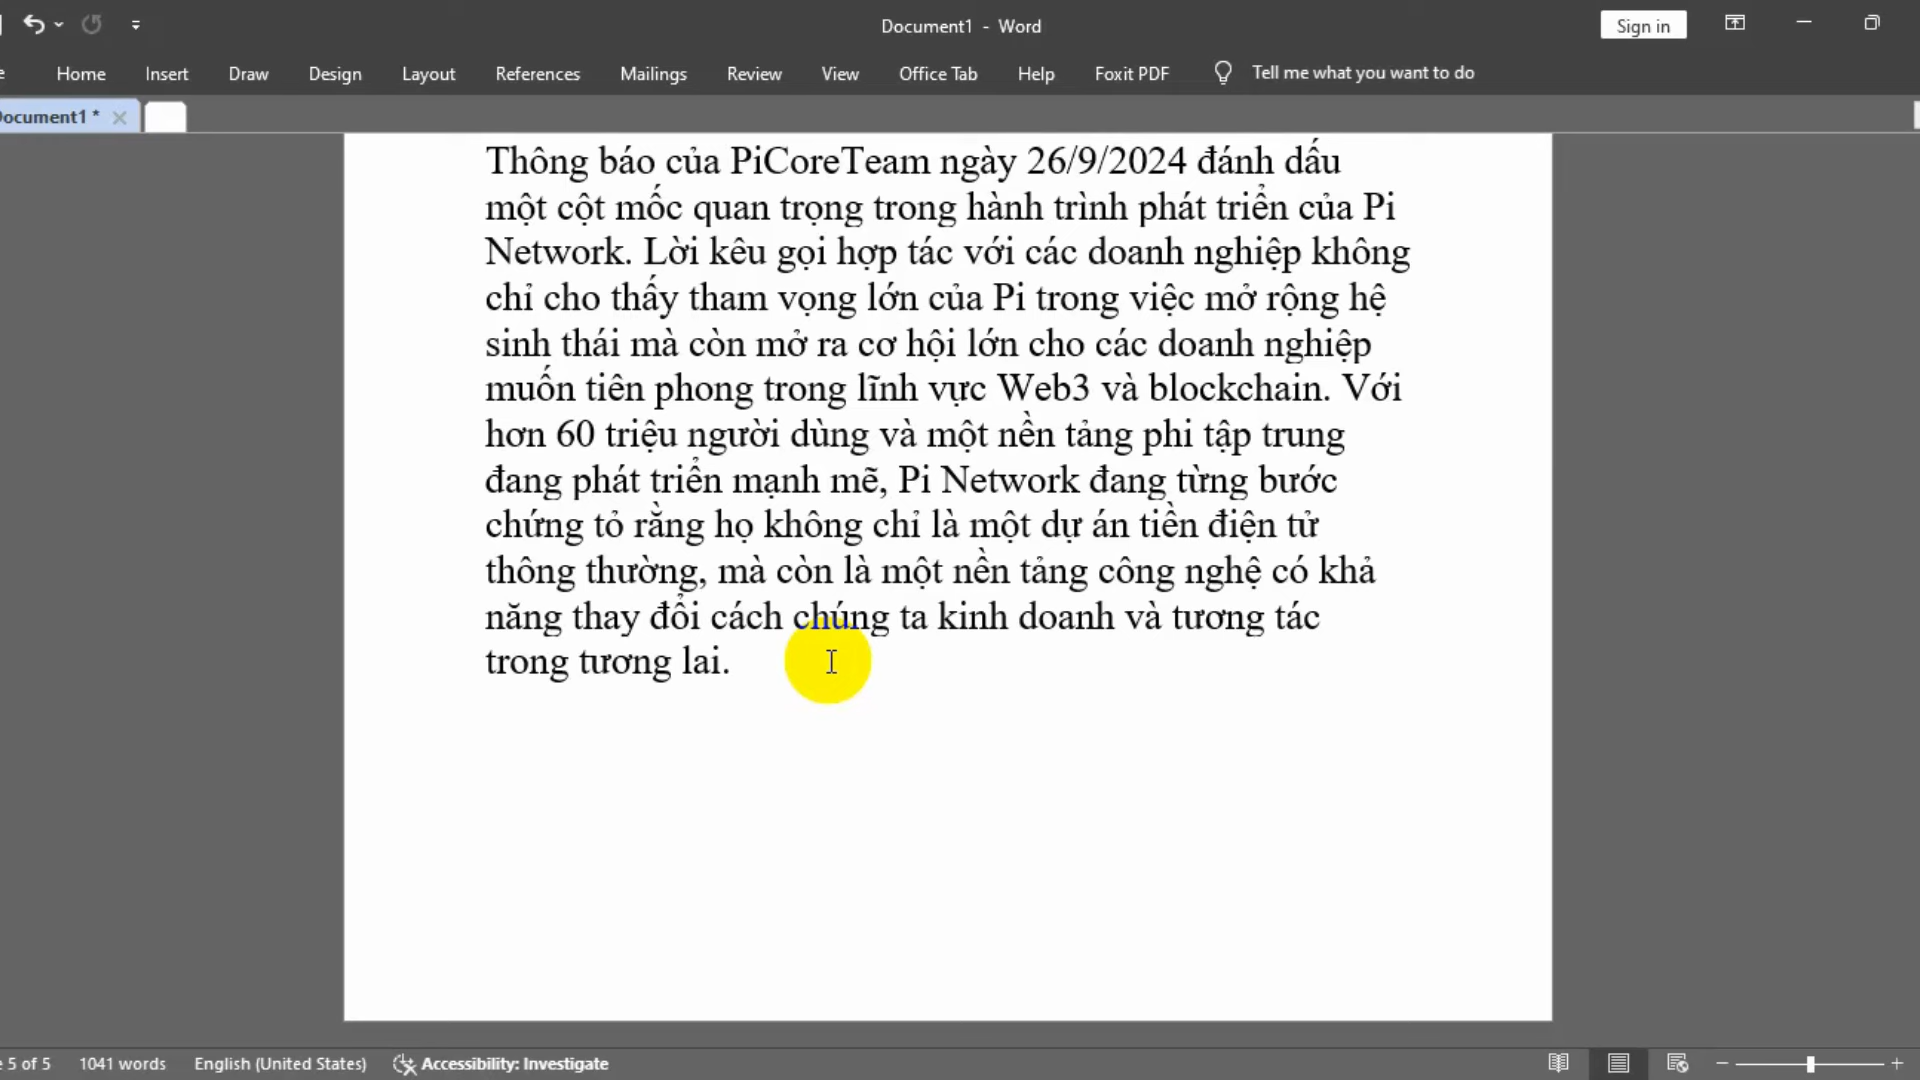 Document1 - Word
Sign in
Home Insert Draw Design Layout References Mailings Review View Office Tab Help Foxit PDF Tell me what you want to do
Document1 *
Thông báo của PiCoreTeam ngày 26/9/2024 đánh dấu
một cột mốc quan trọng trong hành trình phát triển của Pi
Network. Lời kêu gọi hợp tác với các doanh nghiệp không
chỉ cho thấy tham vọng lớn của Pi trong việc mở rộng hệ
sinh thái mà còn mở ra cơ hội lớn cho các doanh nghiệp
muốn tiên phong trong lĩnh vực Web3 và blockchain. Với
hơn 60 triệu người dùng và một nền tảng phi tập trung
đang phát triển mạnh mẽ, Pi Network đang từng bước
chứng tỏ rằng họ không chỉ là một dự án tiền điện tử
thông thường, mà còn là một nền tảng công nghệ có khả
năng thay đổi cách chúng ta kinh doanh và tương tác
trong tương lai.
5 of 5 1041 words English (United States) Accessibility: Investigate